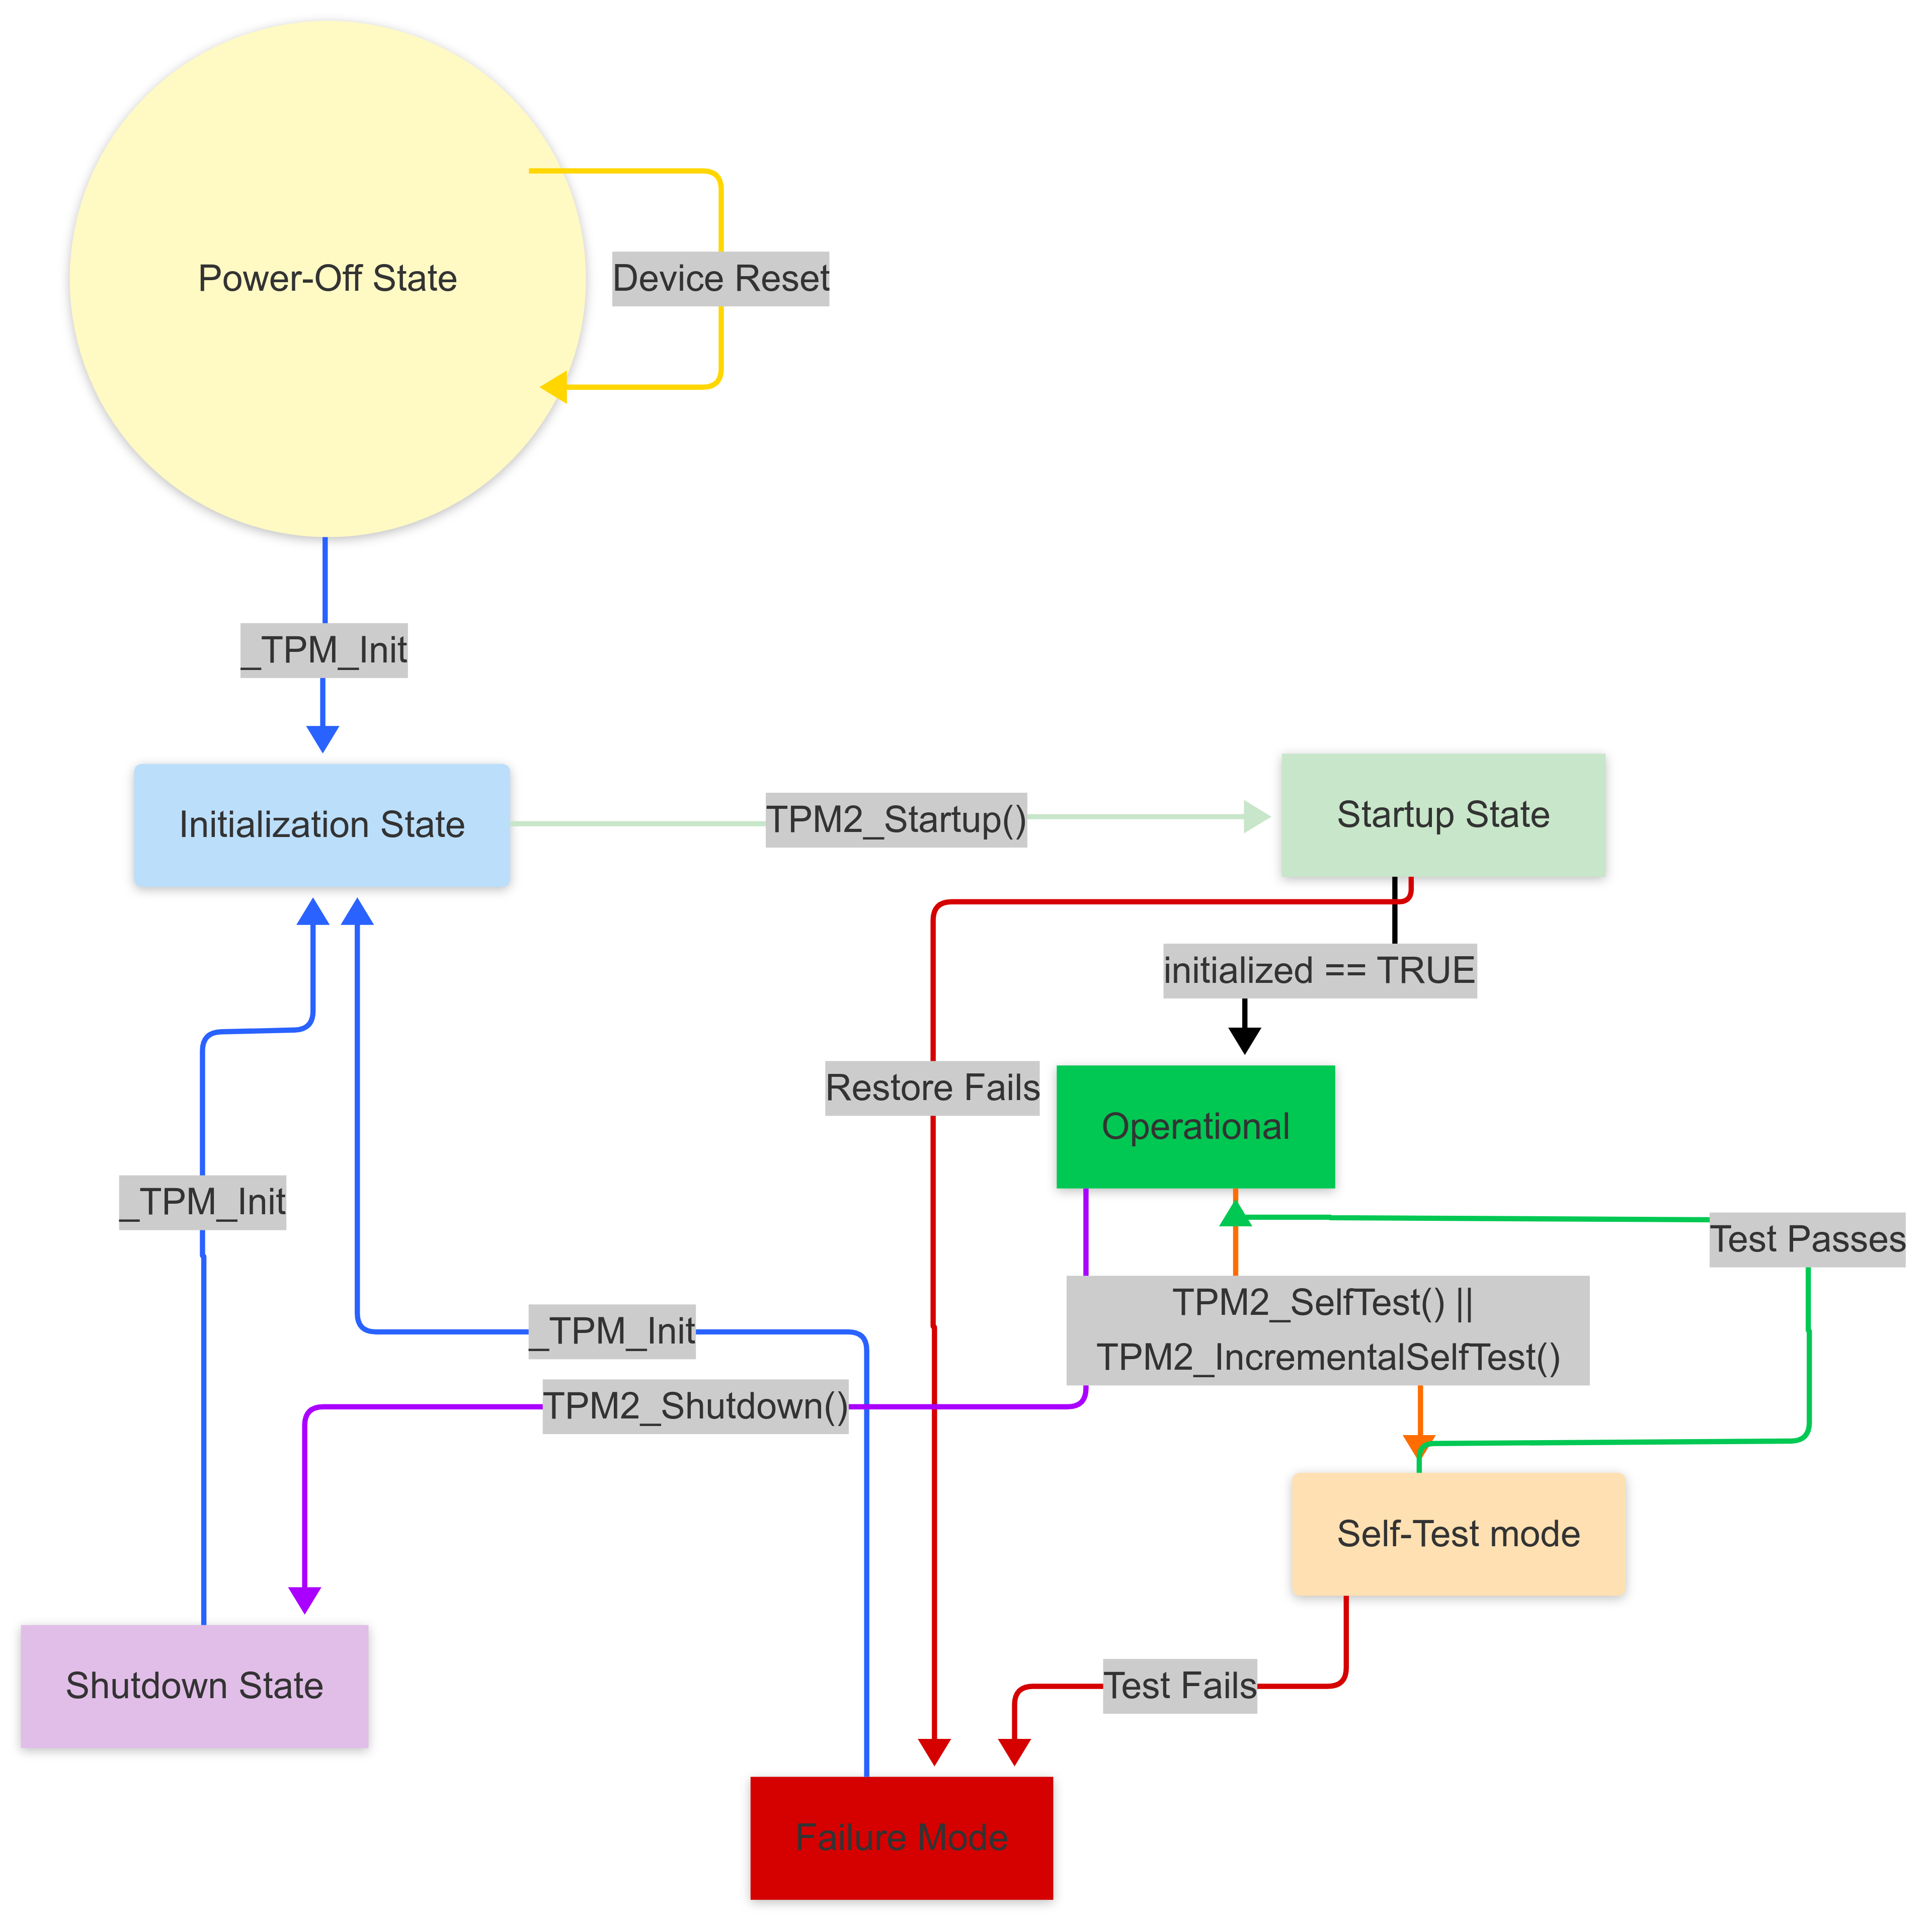 Power-Off State
Device Reset
_TPM_Init
Initialization State
TPM2_Startup()
Startup State
initialized == TRUE
Restore Fails
Operational
_TPM_Init
Test Passes
TPM2_SelfTest() ||
TPM2_IncrementalSelfTest()
_TPM_Init
TPM2_Shutdown()
Self-Test mode
Shutdown State
Test Fails
Failure Mode